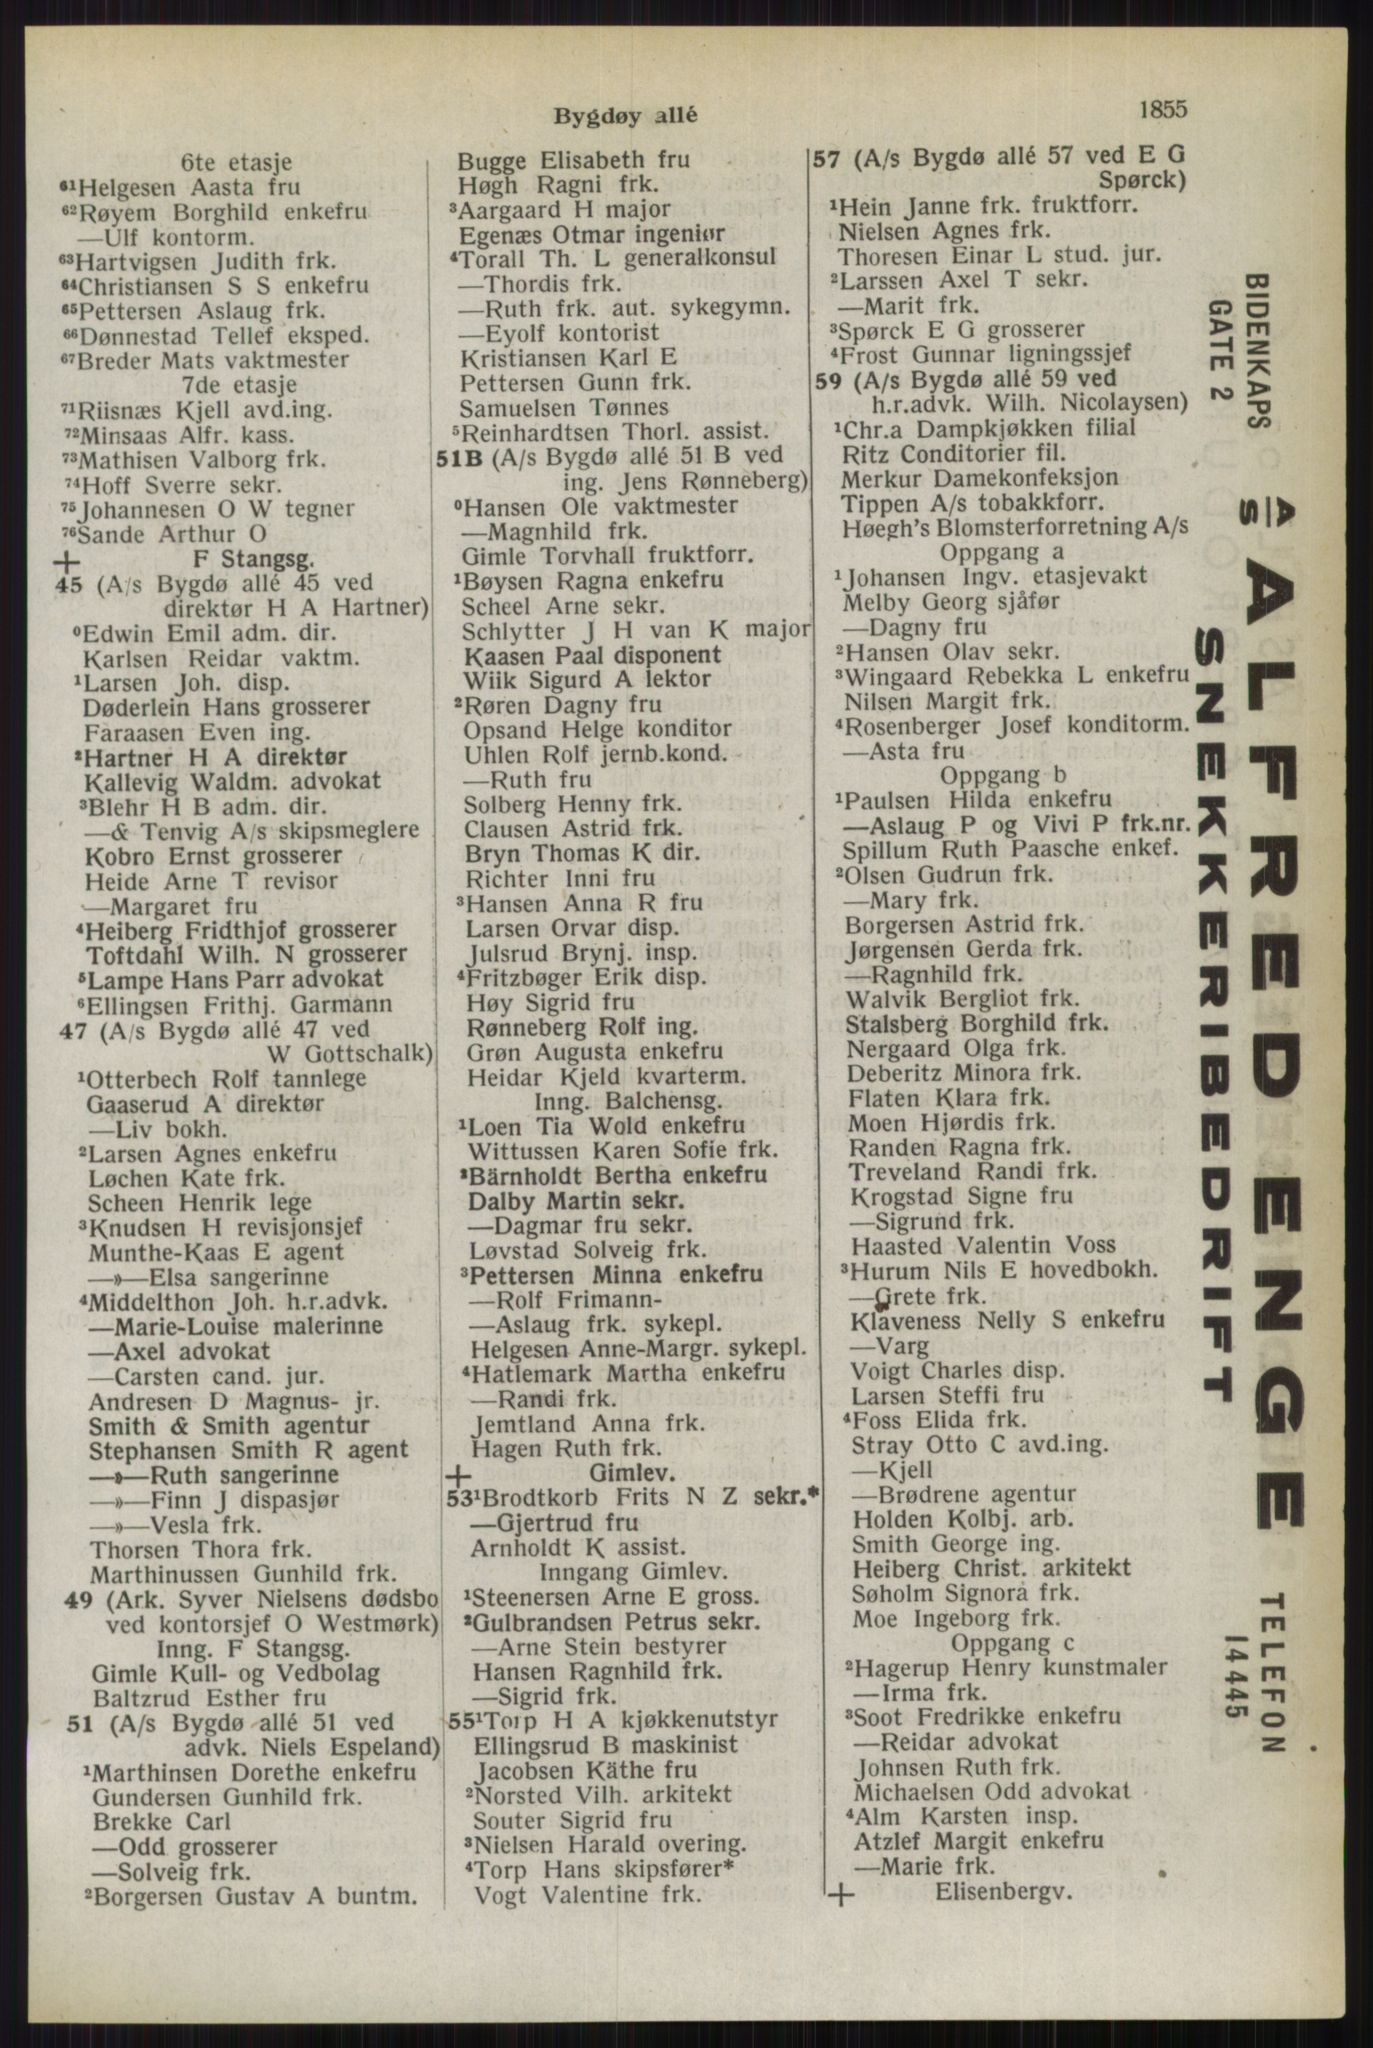 Bygdøy allé
1855
6te etasje
⁶¹Helgesen Aasta fru
⁶²Røyem Borghild enkefru
—Ulf kontorm.
⁶³Hartvigsen Judith frk.
⁶⁴Christiansen S S enkefru
⁶⁵Pettersen Aslaug frk.
⁶⁶Dønnestad Tellef eksped.
⁶⁷Breder Mats vaktmester
7de etasje
⁷¹Riisnæs Kjell avd.ing.
⁷²Minsaas Alfr. kass.
⁷³Mathisen Valborg frk.
⁷⁴Hoff Sverre sekr.
⁷⁵Johannesen O W tegner
⁷⁶Sande Arthur O
+ F Stangsg.
45 (A/s Bygdø allé 45 ved
direktør H A Hartner)
⁰Edwin Emil adm. dir.
Karlsen Reidar vaktm.
¹Larsen Joh. disp.
Døderlein Hans grosserer
Faraasen Even ing.
²Hartner H A direktør
Kallevig Waldm. advokat
³Blehr H B adm. dir.
—& Tenvig A/s skipsmeglere
Kobro Ernst grosserer
Heide Arne T revisor
—Margaret fru
⁴Heiberg Fridthjof grosserer
Toftdahl Wilh. N grosserer
⁵Lampe Hans Parr advokat
⁶Ellingsen Frithj. Garmann
47 (A/s Bygdø allé 47 ved
W Gottschalk)
¹Otterbech Rolf tannlege
Gaaserud A direktør
—Liv bokh.
²Larsen Agnes enkefru
Løchen Kate frk.
Scheen Henrik lege
³Knudsen H revisjonsjef
Munthe-Kaas E agent
—»—Elsa sangerinne
⁴Middelthon Joh. h.r.advk.
—Marie-Louise malerinne
—Axel advokat
—Carsten cand. jur.
Andresen D Magnus- jr.
Smith & Smith agentur
Stephansen Smith R agent
—»—Ruth sangerinne
—»—Finn J dispasjør
—»—Vesla frk.
Thorsen Thora frk.
Marthinussen Gunhild frk.
49 (Ark. Syver Nielsens dødsbo
ved kontorsjef O Westmørk)
Inng. F Stangsg.
Gimle Kull- og Vedbolag
Baltzrud Esther fru
51 (A/s Bygdø allé 51 ved
advk. Niels Espeland)
¹Marthinsen Dorethe enkefru
Gundersen Gunhild frk.
Brekke Carl
—Odd grosserer
—Solveig frk.
²Borgersen Gustav A buntm.
Bugge Elisabeth fru
Høgh Ragni frk.
³Aargaard H major
Egenæs Otmar ingeniør
⁴Torall Th. L generalkonsul
—Thordis frk.
—Ruth frk. aut. sykegymn.
—Eyolf kontorist
Kristiansen Karl E
Pettersen Gunn frk.
Samuelsen Tønnes
⁵Reinhardtsen Thorl. assist.
51B (A/s Bygdø allé 51 B ved
ing. Jens Rønneberg)
⁰Hansen Ole vaktmester
—Magnhild frk.
Gimle Torvhall fruktforr.
¹Bøysen Ragna enkefru
Scheel Arne sekr.
Schlytter J H van K major
Kaasen Paal disponent
Wiik Sigurd A lektor
²Røren Dagny fru
Opsand Helge konditor
Uhlen Rolf jernb.kond.
—Ruth fru
Solberg Henny frk.
Clausen Astrid frk.
Bryn Thomas K dir.
Richter Inni fru
³Hansen Anna R fru
Larsen Orvar disp.
Julsrud Brynj. insp.
⁴Fritzbøger Erik disp.
Høy Sigrid fru
Rønneberg Rolf ing.
Grøn Augusta enkefru
Heidar Kjeld kvarterm.
Inng. Balchensg.
¹Loen Tia Wold enkefru
Wittussen Karen Sofie frk.
²Bärnholdt Bertha enkefru
Dalby Martin sekr.
—Dagmar fru sekr.
Løvstad Solveig frk.
³Pettersen Minna enkefru
—Rolf Frimann-
—Aslaug frk. sykepl.
Helgesen Anne-Margr. sykepl.
⁴Hatlemark Martha enkefru
—Randi frk.
Jemtland Anna frk.
Hagen Ruth frk.
+ Gimlev.
53¹Brodtkorb Frits N Z sekr.*
—Gjertrud fru
Arnholdt K assist.
Inngang Gimlev.
¹Steenersen Arne E gross.
²Gulbrandsen Petrus sekr.
—Arne Stein bestyrer
Hansen Ragnhild frk.
—Sigrid frk.
55¹Torp H A kjøkkenutstyr
Ellingsrud B maskinist
Jacobsen Käthe fru
²Norsted Vilh. arkitekt
Souter Sigrid fru
³Nielsen Harald overing.
⁴Torp Hans skipsfører*
Vogt Valentine frk.
57 (A/s Bygdø allé 57 ved E G
Spørck)
¹Hein Janne frk. fruktforr.
Nielsen Agnes frk.
Thoresen Einar L stud. jur.
²Larssen Axel T sekr.
—Marit frk.
³Spørck E G grosserer
⁴Frost Gunnar ligningssjef
59 (A/s Bygdø allé 59 ved
h.r.advk. Wilh. Nicolaysen)
¹Chr.a Dampkjøkken filial
Ritz Conditorier fil.
Merkur Damekonfeksjon
Tippen A/s tobakkforr.
Høegh's Blomsterforretning A/s
Oppgang a
¹Johansen Ingv. etasjevakt
Melby Georg sjåfør
—Dagny fru
²Hansen Olav sekr.
³Wingaard Rebekka L enkefru
Nilsen Margit frk.
⁴Rosenberger Josef konditorm.
—Asta fru
Oppgang b
¹Paulsen Hilda enkefru
—Aslaug P og Vivi P frk.nr.
Spillum Ruth Paasche enkef.
²Olsen Gudrun frk.
—Mary frk.
Borgersen Astrid frk.
Jørgensen Gerda frk.
—Ragnhild frk.
Walvik Bergliot frk.
Stalsberg Borghild frk.
Nergaard Olga frk.
Deberitz Minora frk.
Flaten Klara frk.
Moen Hjørdis frk.
Randen Ragna frk.
Treveland Randi frk.
Krogstad Signe fru
—Sigrund frk.
Haasted Valentin Voss
³Hurum Nils E hovedbokh.
—Grete frk.
Klaveness Nelly S enkefru
—Varg
Voigt Charles disp.
Larsen Steffi fru
⁴Foss Elida frk.
Stray Otto C avd.ing.
—Kjell
—Brødrene agentur
Holden Kolbj. arb.
Smith George ing.
Heiberg Christ. arkitekt
Søholm Signora frk.
Moe Ingeborg frk.
Oppgang c
²Hagerup Henry kunstmaler
—Irma frk.
³Soot Fredrikke enkefru
—Reidar advokat
Johnsen Ruth frk.
Michaelsen Odd advokat
⁴Alm Karsten insp.
Atzlef Margit enkefru
—Marie frk.
+ Elisenbergv.
BIDENKAPS
GATE 2
A/S ALFRED ENGE
SNEKKERIBEDRIFT
TELEFON
14445